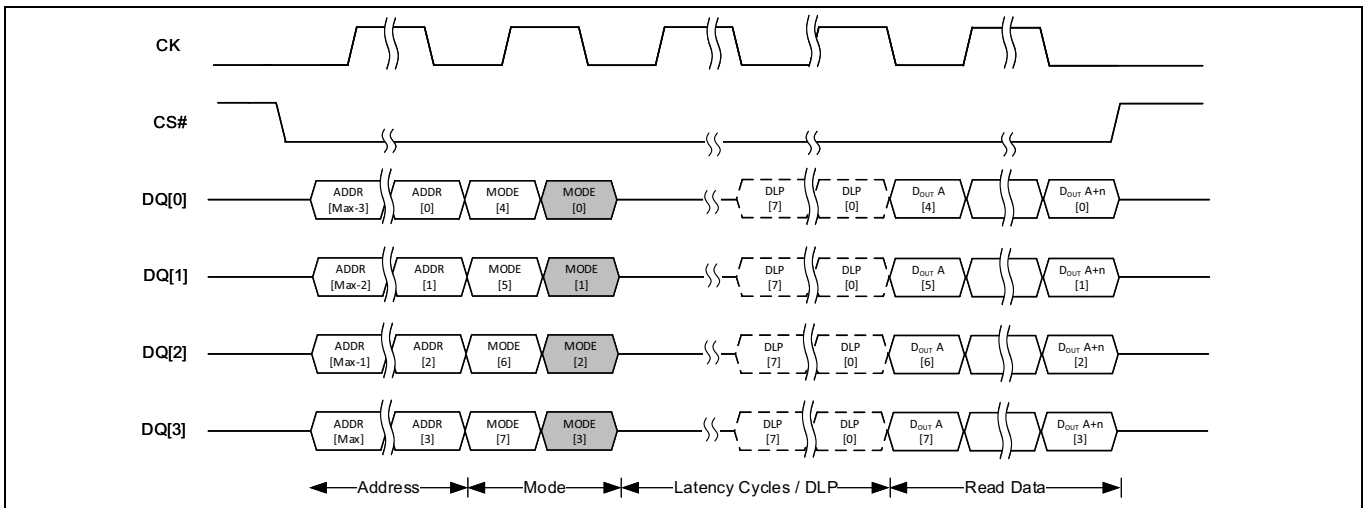 CK
CS#
DQ[0]
ADDR ADDR MODE MODE DLP DLP DOUT A DOUT A+n
[Max-3] [0] [4] [0] [7] [0] [4] [0]
DQ[1]
ADDR ADDR MODE MODE DLP DLP DOUT A DOUT A+n
[Max-2] [1] [5] [1] [7] [0] [5] [1]
DQ[2]
ADDR ADDR MODE MODE DLP DLP DOUT A DOUT A+n
[Max-1] [2] [6] [2] [7] [0] [6] [2]
DQ[3]
ADDR ADDR MODE MODE DLP DLP DOUT A DOUT A+n
[Max] [3] [7] [3] [7] [0] [7] [3]
Address Mode Latency Cycles / DLP Read Data